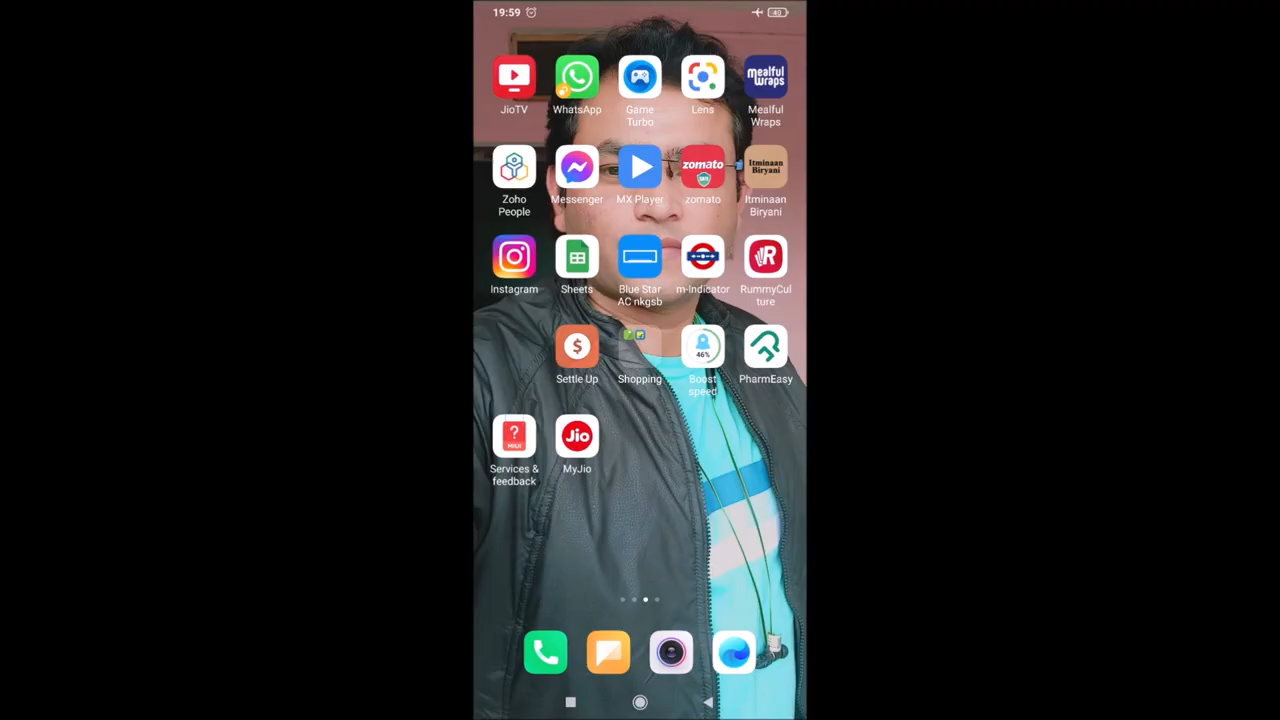 19:59
40
mealful
wraps
JioTV
WhatsApp
Game
Turbo
Lens
Mealful
Wraps
zomato
Itminaan
Biryani
Zoho
People
Messenger
MX Player
zomato
Itminaan
Biryani
R
Instagram
Sheets
Blue Star
AC nkgsb
m-Indicator
RummyCul
ture
$
46%
Settle Up
Shopping
Boost
speed
PharmEasy
?
Jio
Services &
feedback
MyJio